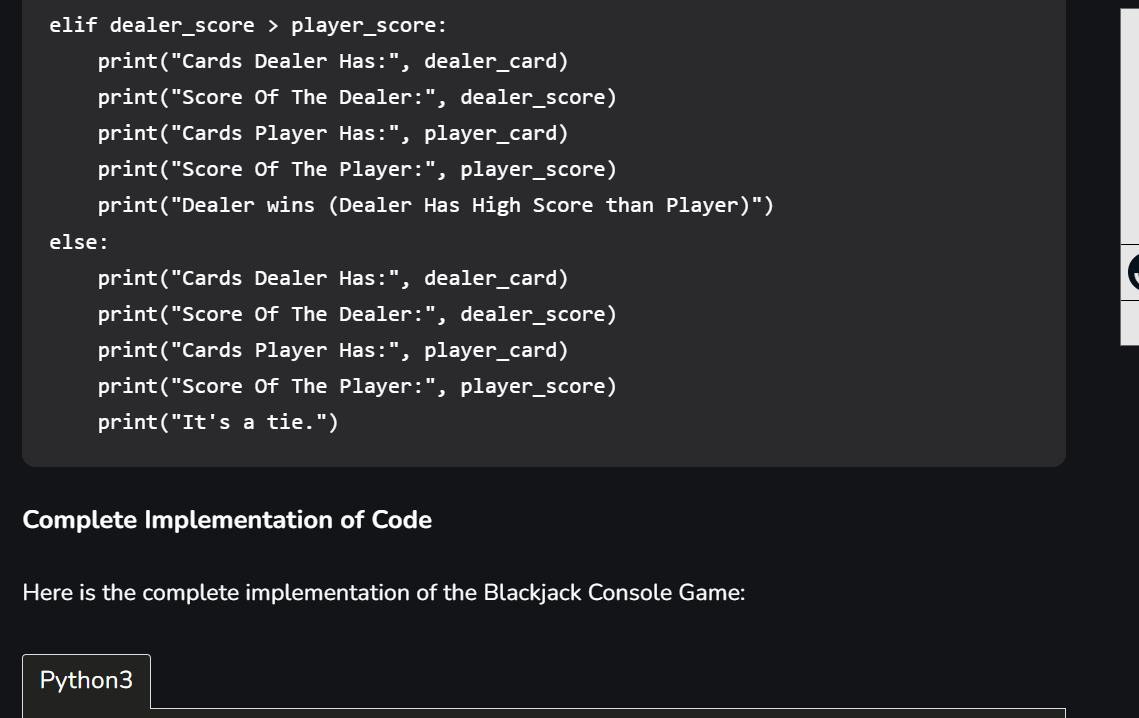 elif dealer_score > player_score:
    print("Cards Dealer Has:", dealer_card)
    print("Score Of The Dealer:", dealer_score)
    print("Cards Player Has:", player_card)
    print("Score Of The Player:", player_score)
    print("Dealer wins (Dealer Has High Score than Player)")
else:
    print("Cards Dealer Has:", dealer_card)
    print("Score Of The Dealer:", dealer_score)
    print("Cards Player Has:", player_card)
    print("Score Of The Player:", player_score)
    print("It's a tie.")
Complete Implementation of Code
Here is the complete implementation of the Blackjack Console Game:
Python3